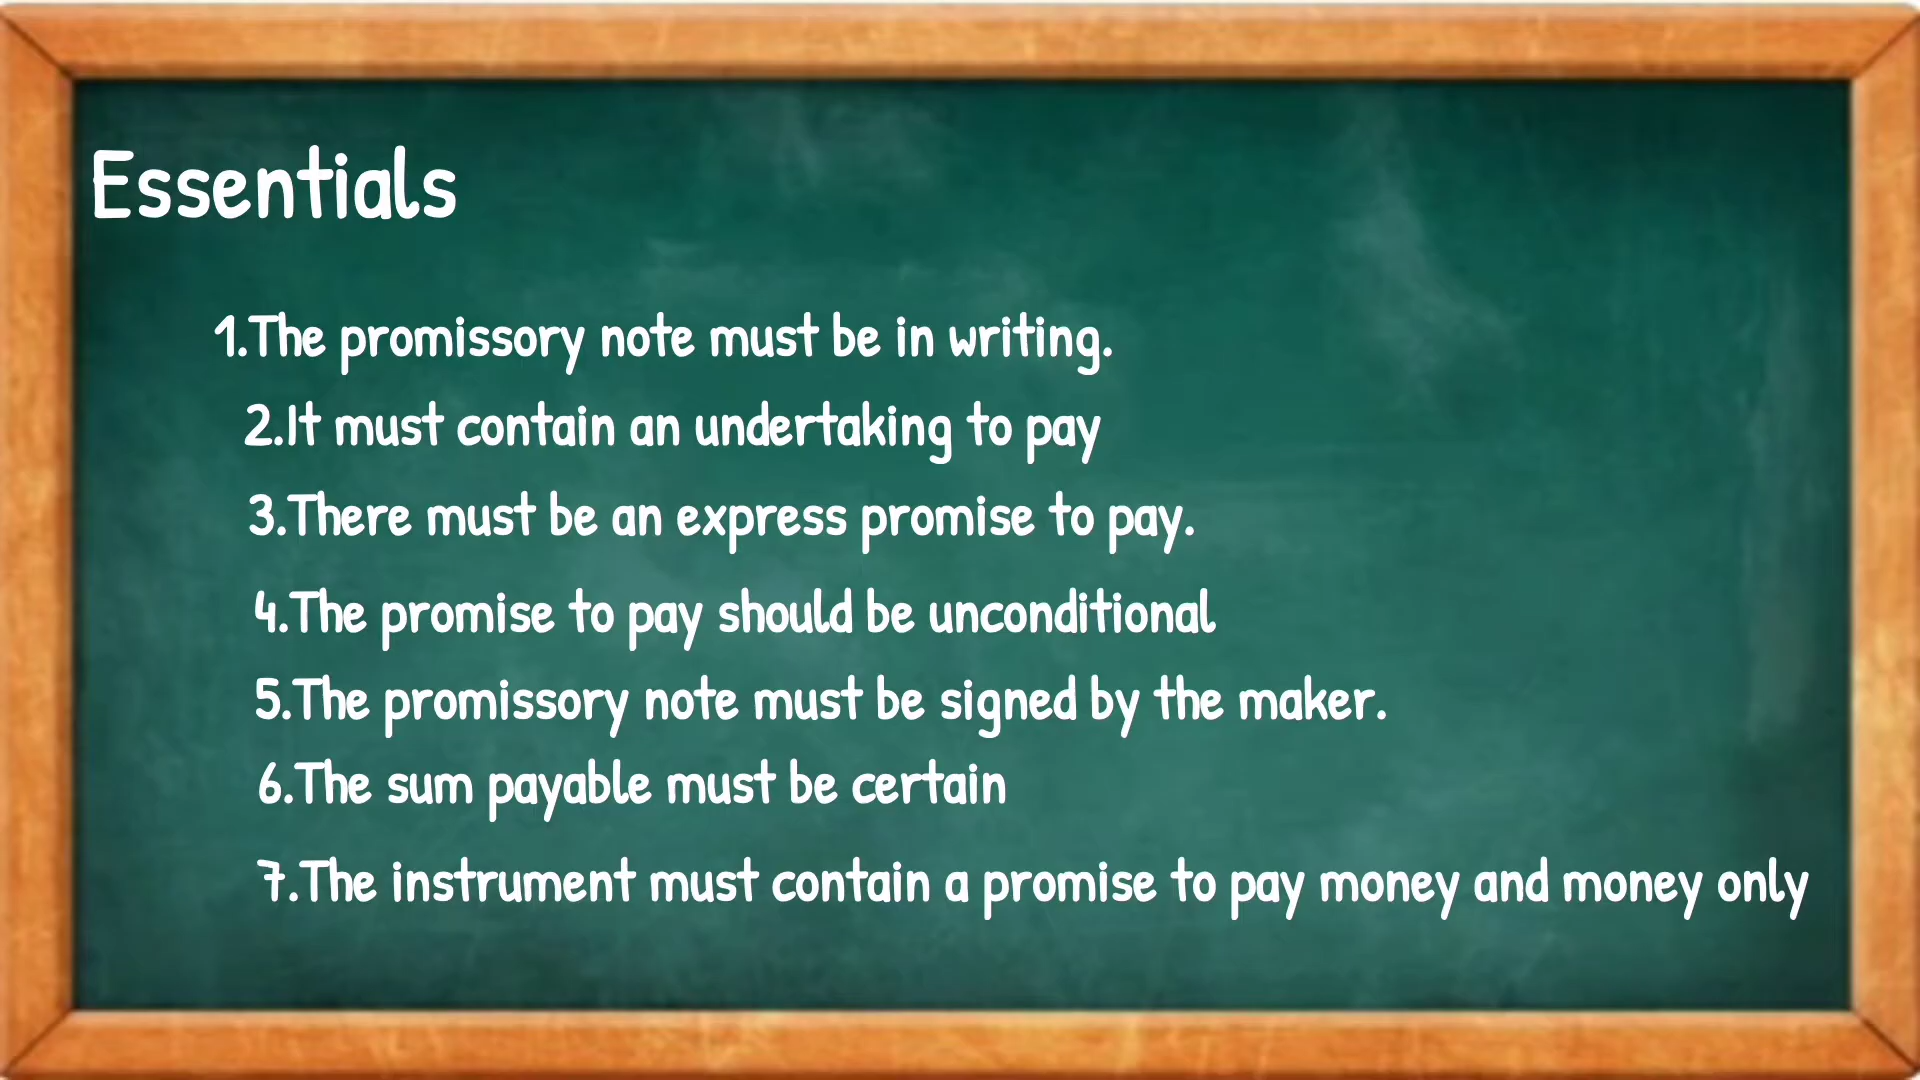 Essentials
1.The promissory note must be in writing.
2.It must contain an undertaking to pay
3.There must be an express promise to pay.
4.The promise to pay should be unconditional
5.The promissory note must be signed by the maker.
6.The sum payable must be certain
7.The instrument must contain a promise to pay money and money only